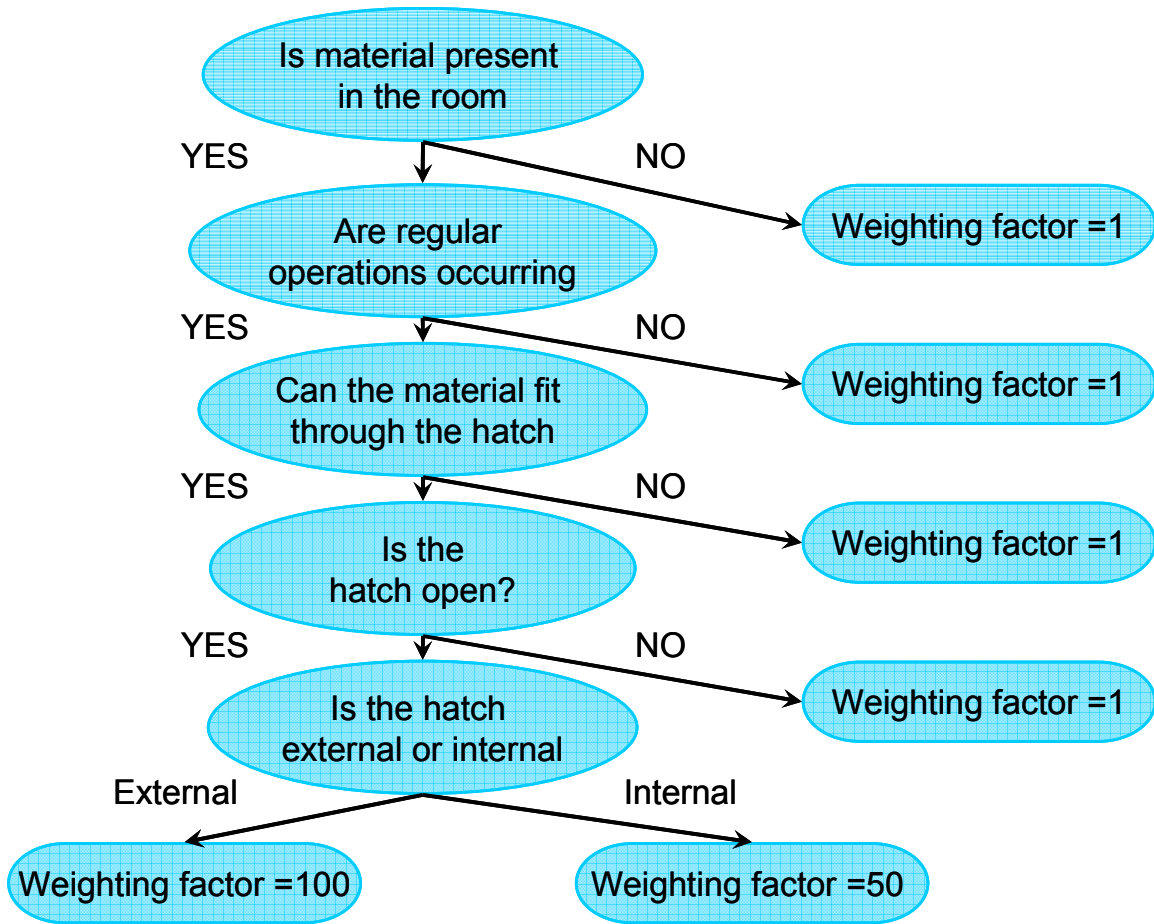 Is material present
in the room
YES
NO
Weighting factor =1
Are regular
operations occurring
YES
NO
Weighting factor =1
Can the material fit
through the hatch
YES
NO
Weighting factor =1
Is the
hatch open?
YES
NO
Weighting factor =1
Is the hatch
external or internal
External
Internal
Weighting factor =100
Weighting factor =50